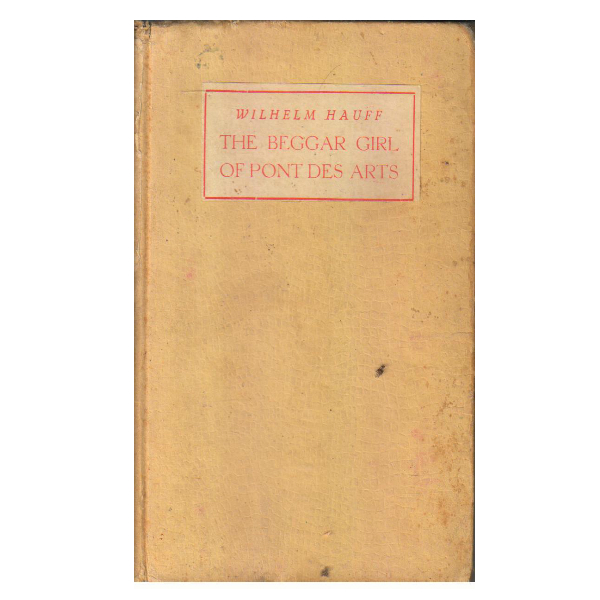 WILHELM HAUFF
THE BEGGAR GIRL
OF PONT DES ARTS